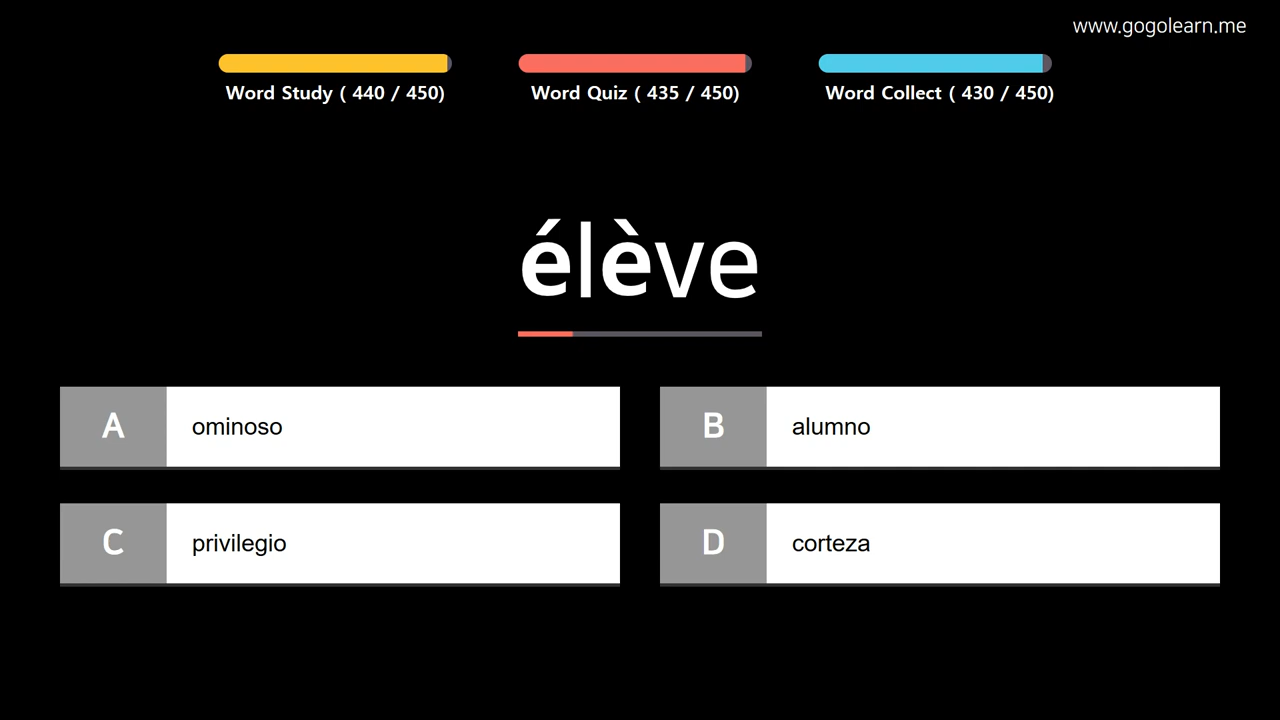 www.gogolearn.me
Word Study ( 440 / 450)
Word Quiz ( 435 / 450)
Word Collect ( 430 / 450)
élève
A ominoso
B alumno
C privilegio
D corteza